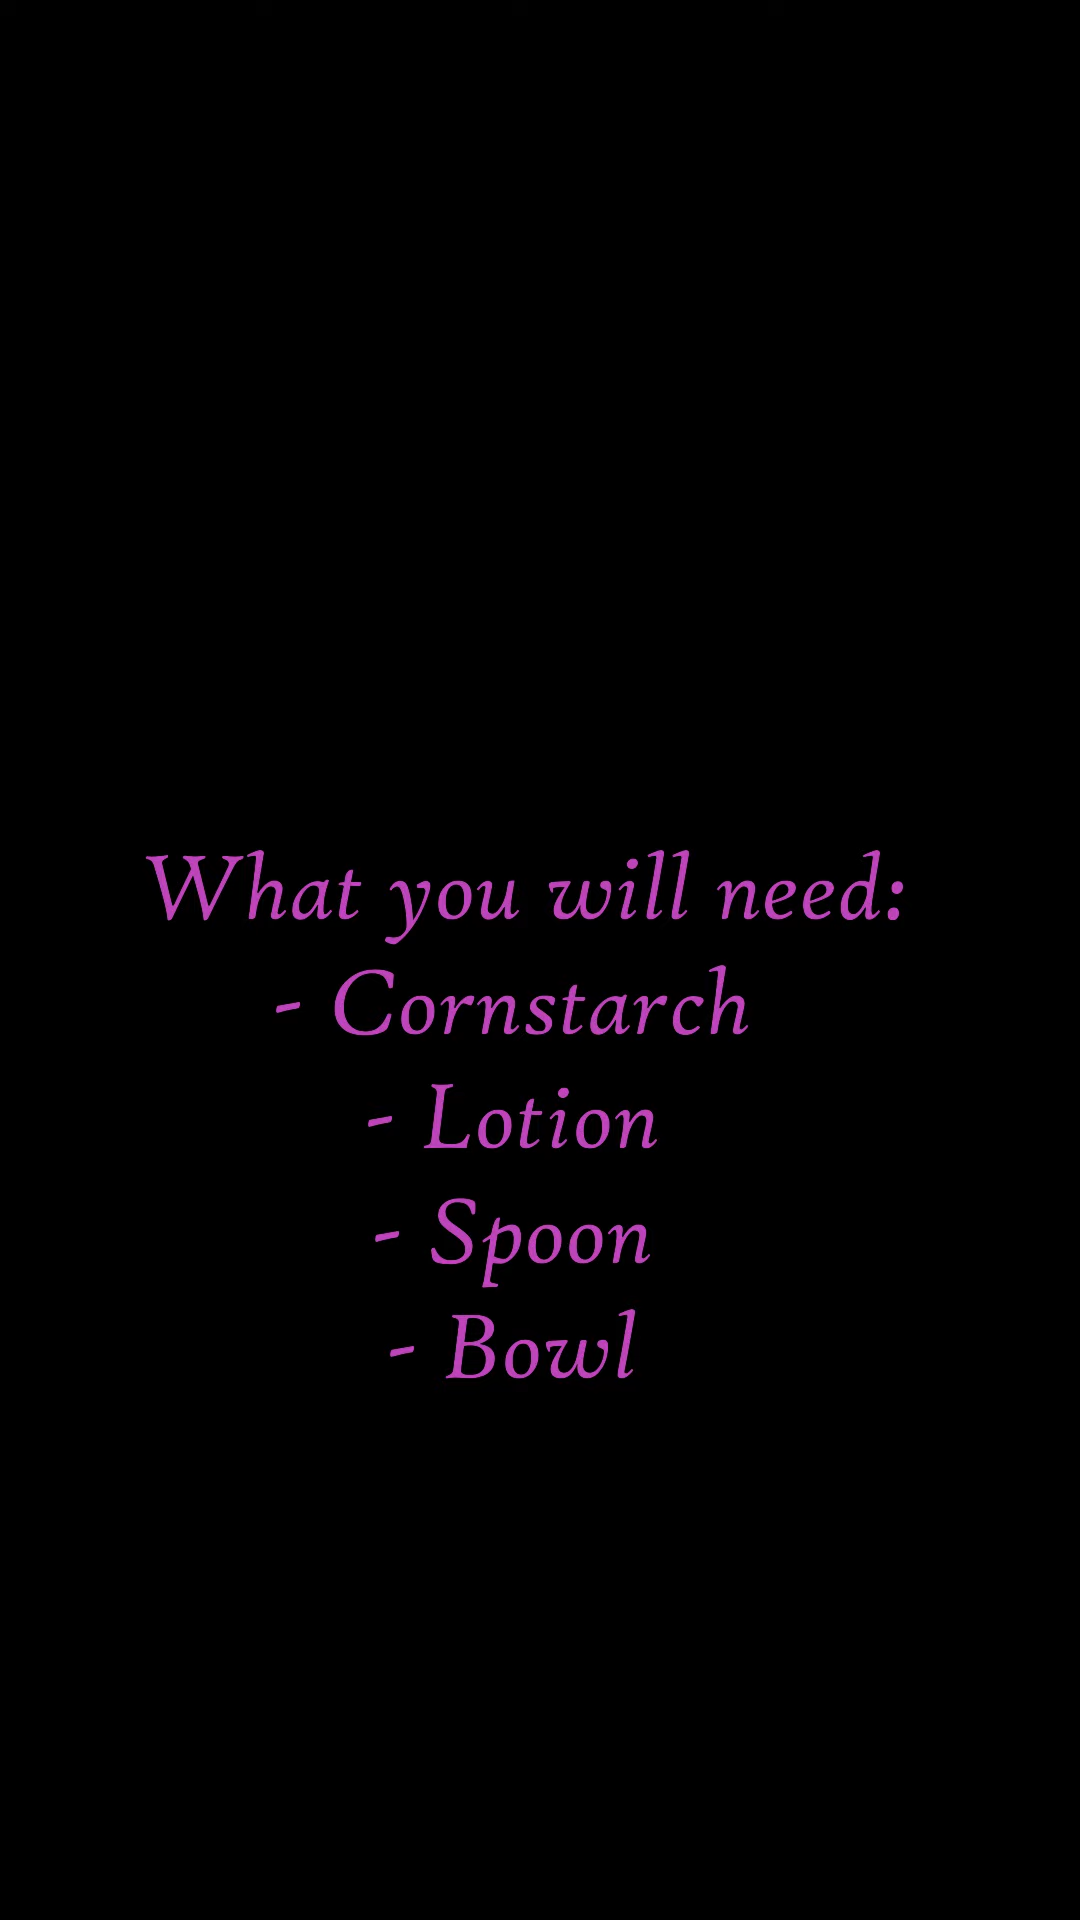 What you will need:
- Cornstarch
- Lotion
- Spoon
- Bowl